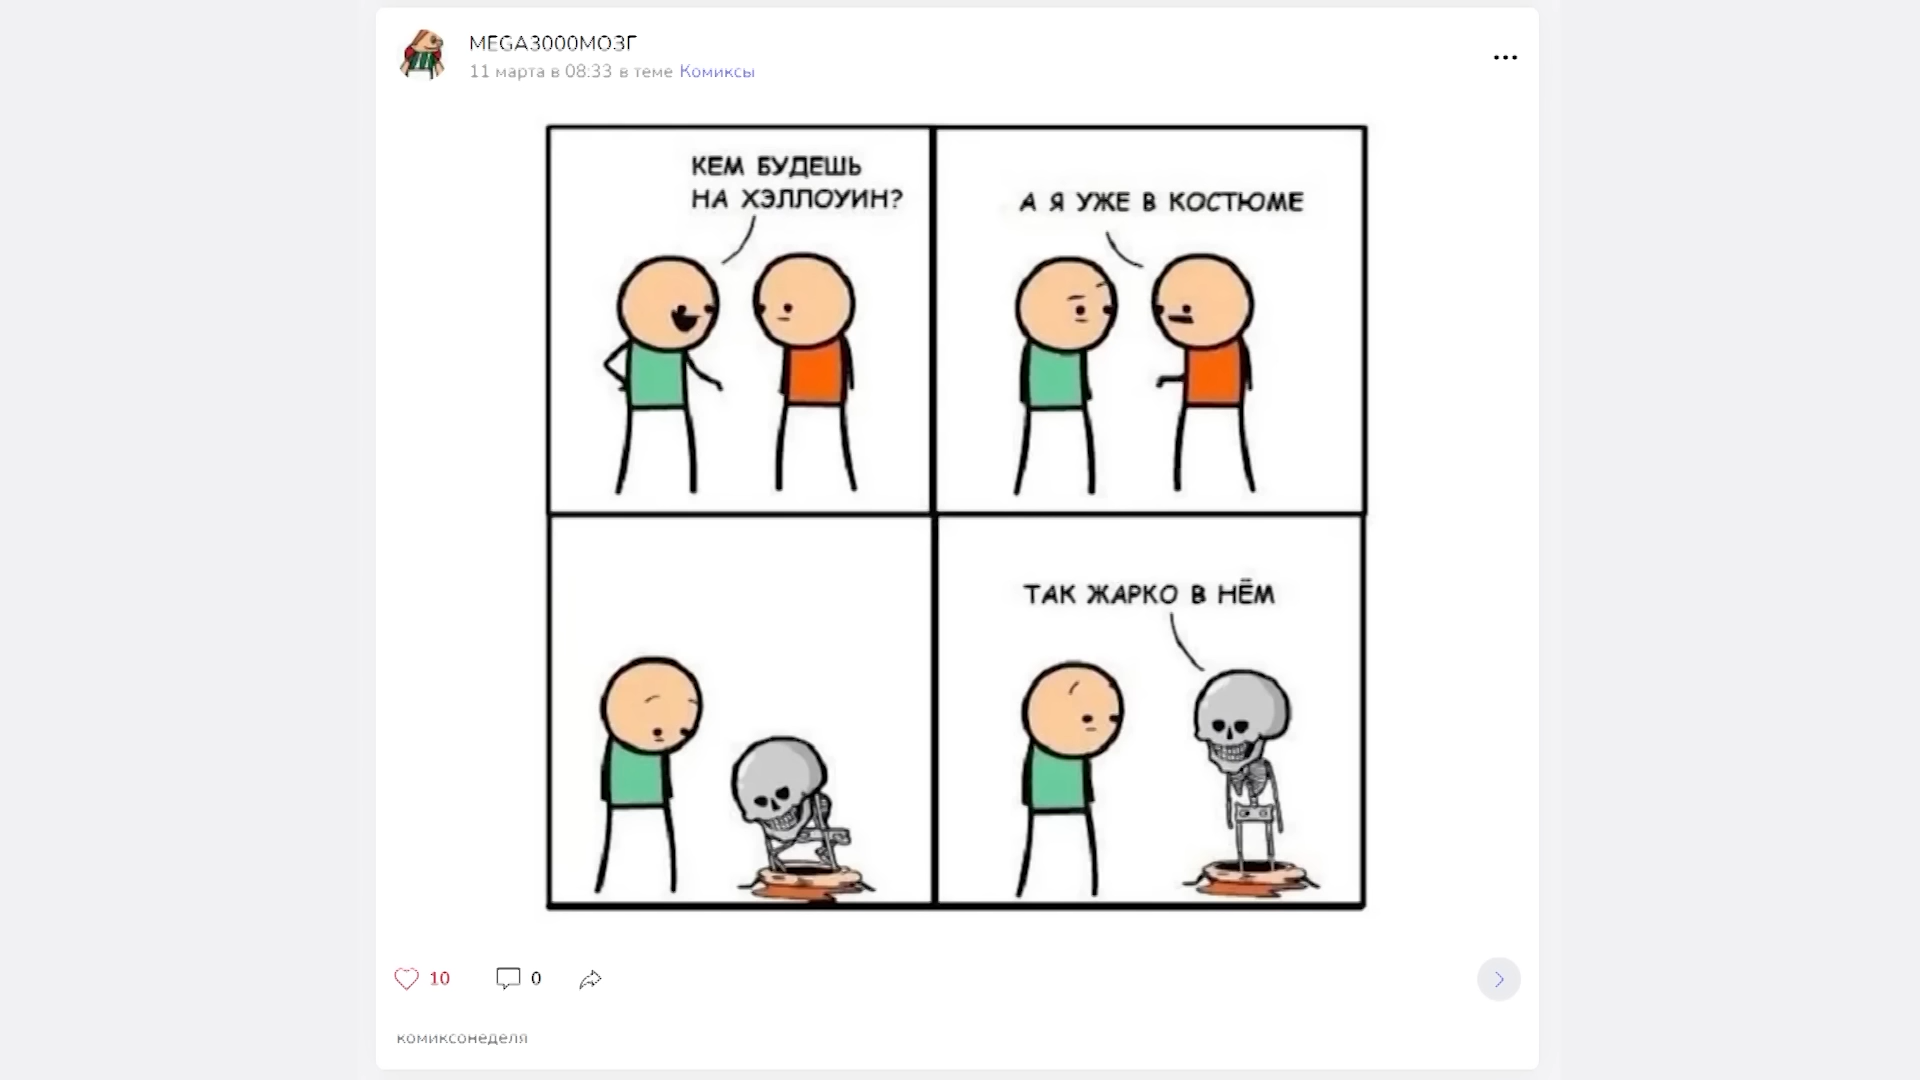 MEGA3000МОЗГ
11 марта в 08:33 в теме Комиксы
КЕМ БУДЕШЬ
НА ХЭЛЛОУИН?
А Я УЖЕ В КОСТЮМЕ
ТАК ЖАРКО В НЁМ
10
0
комиксонеделя